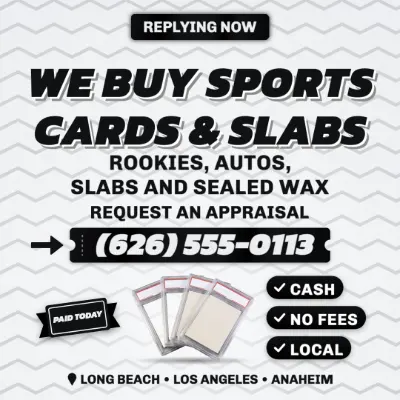 REPLYING NOW
WE BUY SPORTS
CARDS & SLABS
ROOKIES, AUTOS,
SLABS AND SEALED WAX
REQUEST AN APPRAISAL
(626) 555-0113
PAID TODAY
CASH
NO FEES
LOCAL
LONG BEACH • LOS ANGELES • ANAHEIM